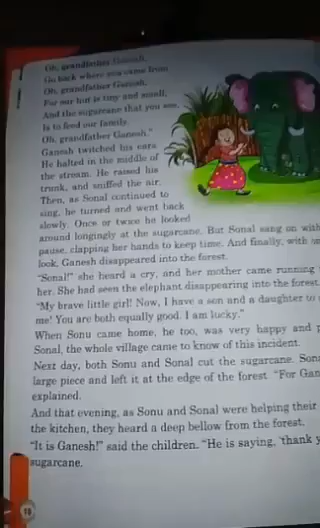 Oh, grandfather Ganesh,
Go back where you came from
Oh, grandfather Ganesh,
For our hut is tiny and small,
And the sugarcane that you see,
Is to feed our family.
Oh, grandfather Ganesh."
Ganesh twitched his ears.
He halted in the middle of
the stream. He raised his
trunk, and sniffed the air.
Then, as Sonal continued to
sing, he turned and went back
slowly. Once or twice he looked
around longingly at the sugarcane. But Sonal sang on
pause, clapping her hands to keep time. And finally, with
look, Ganesh disappeared into the forest.
"Sonal!" she heard a cry, and her mother came running
her. She had seen the elephant disappearing into the forest.
"My brave little girl! Now, I have a son and a daughter to
me! You are both equally good. I am lucky."
When Sonu came home, he too, was very happy and
Sonal, the whole village came to know of this incident.
Next day, both Sonu and Sonal cut the sugarcane.
large piece and left it at the edge of the forest. "For
explained.
And that evening, as Sonu and Sonal were helping their
the kitchen, they heard a deep bellow from the forest.
"It is Ganesh!" said the children. "He is saying, 'thank
sugarcane.